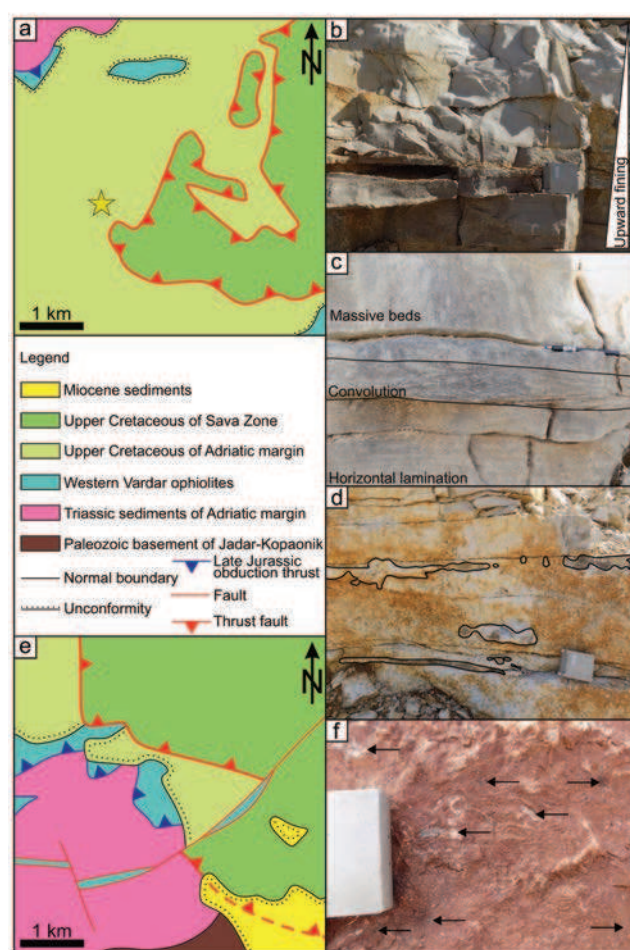 a
N
1 km
Legend
Miocene sediments
Upper Cretaceous of Sava Zone
Upper Cretaceous of Adriatic margin
Western Vardar ophiolites
Triassic sediments of Adriatic margin
Paleozoic basement of Jadar-Kopaonik
Normal boundary
Unconformity
Late Jurassic
obduction thrust
Fault
Thrust fault
e
N
1 km
b
Upward fining
c
Massive beds
Convolution
Horizontal lamination
d
f